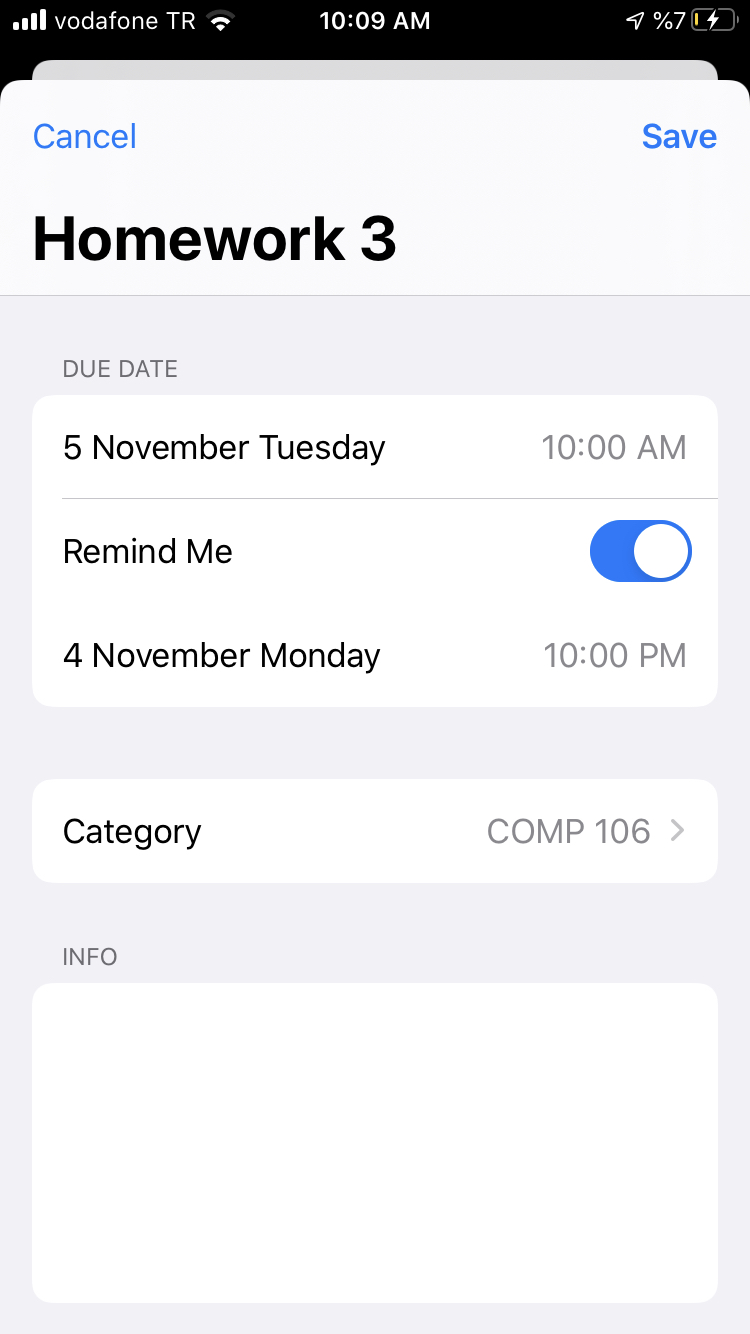 vodafone TR 10:09 AM %7
Cancel Save
Homework 3
DUE DATE
5 November Tuesday 10:00 AM
Remind Me
4 November Monday 10:00 PM
Category COMP 106
INFO